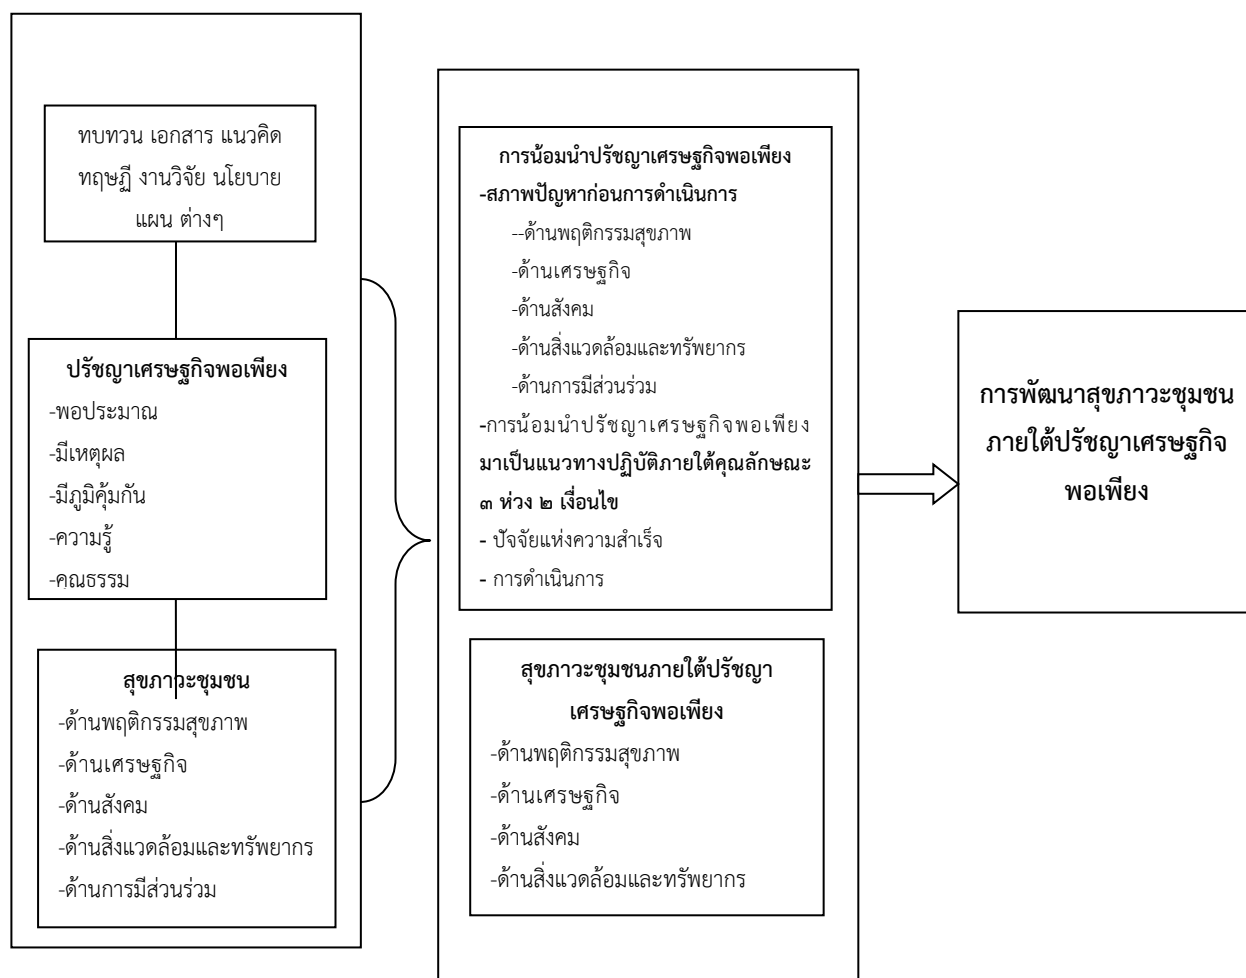 ทบทวน เอกสาร แนวคิด
ทฤษฏี งานวิจัย นโยบาย
แผน ต่างๆ
ปรัชญาเศรษฐกิจพอเพียง
-พอประมาณ
-มีเหตุผล
-มีภูมิคุ้มกัน
-ความรู้
-คุณธรรม
สุขภาวะชุมชน
-ด้านพฤติกรรมสุขภาพ
-ด้านเศรษฐกิจ
-ด้านสังคม
-ด้านสิ่งแวดล้อมและทรัพยากร
-ด้านการมีส่วนร่วม
การน้อมนำปรัชญาเศรษฐกิจพอเพียง
-สภาพปัญหาก่อนการดำเนินการ
--ด้านพฤติกรรมสุขภาพ
-ด้านเศรษฐกิจ
-ด้านสังคม
-ด้านสิ่งแวดล้อมและทรัพยากร
-ด้านการมีส่วนร่วม
-การน้อมนำปรัชญาเศรษฐกิจพอเพียง
มาเป็นแนวทางปฏิบัติภายใต้คุณลักษณะ
๓ ห่วง ๒ เงื่อนไข
- ปัจจัยแห่งความสำเร็จ
- การดำเนินการ
สุขภาวะชุมชนภายใต้ปรัชญา
เศรษฐกิจพอเพียง
-ด้านพฤติกรรมสุขภาพ
-ด้านเศรษฐกิจ
-ด้านสังคม
-ด้านสิ่งแวดล้อมและทรัพยากร
การพัฒนาสุขภาวะชุมชน
ภายใต้ปรัชญาเศรษฐกิจ
พอเพียง